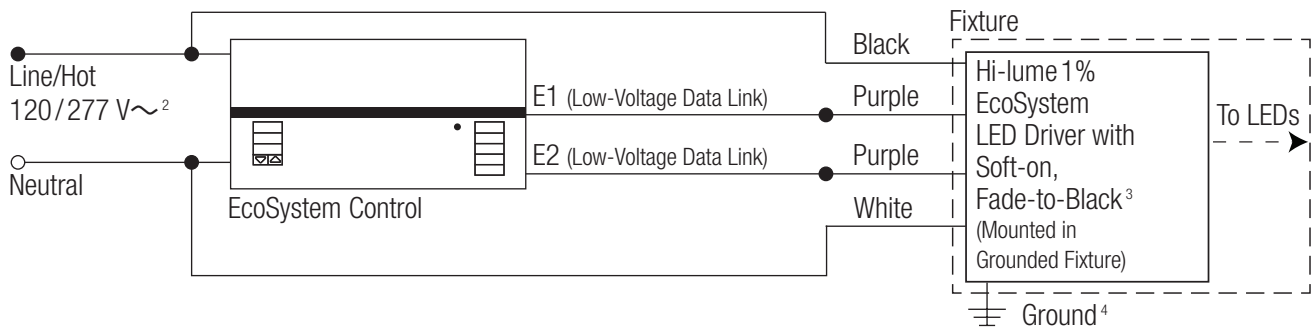 Fixture
Black
Line/Hot
120/277 V~ 2
E1 (Low-Voltage Data Link)
Purple
E2 (Low-Voltage Data Link)
Purple
Neutral
EcoSystem Control
White
Hi-lume 1%
EcoSystem
LED Driver with
Soft-on,
Fade-to-Black 3
(Mounted in
Grounded Fixture)
To LEDs
Ground 4